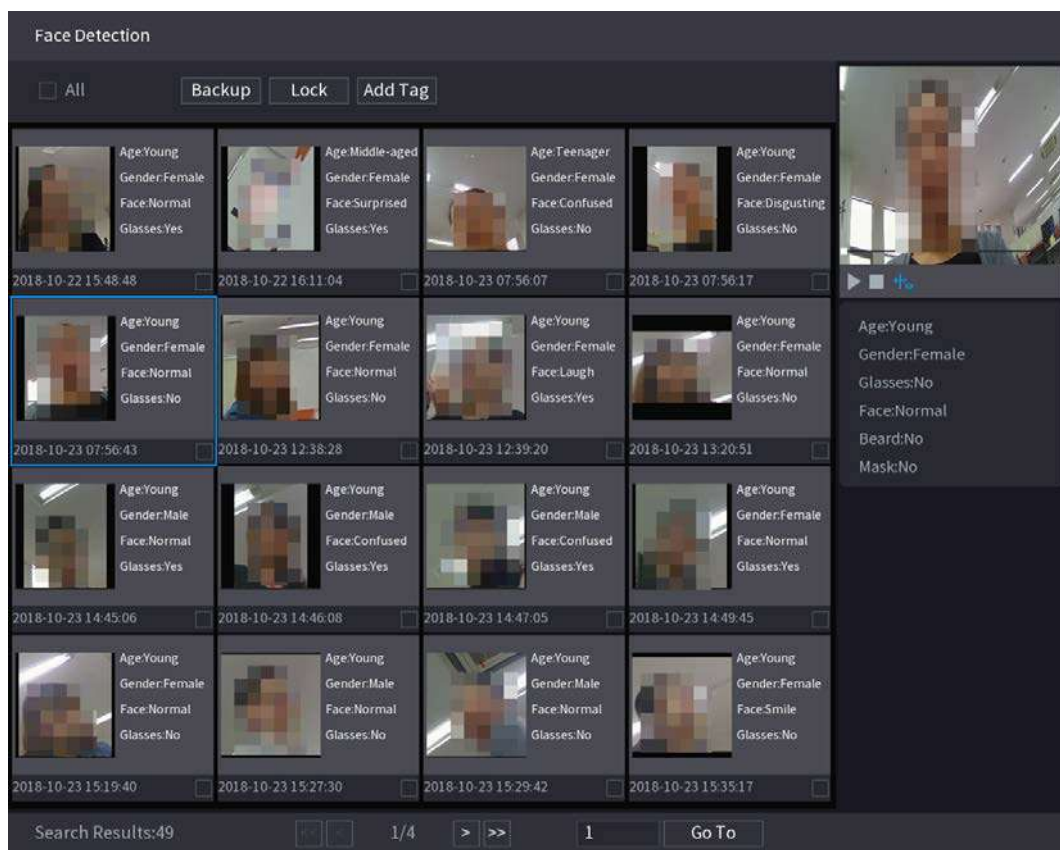 Face Detection
All Backup Lock Add Tag
Age:Young
Gender:Female
Face:Normal
Glasses:Yes
2018-10-22 15:48:48
Age:Middle-aged
Gender:Female
Face:Surprised
Glasses:Yes
2018-10-22 16:11:04
Age:Teenager
Gender:Female
Face:Confused
Glasses:No
2018-10-23 07:56:07
Age:Young
Gender:Female
Face:Disgusting
Glasses:No
2018-10-23 07:56:17
Age:Young
Gender:Female
Face:Normal
Glasses:No
2018-10-23 07:56:43
Age:Young
Gender:Female
Face:Normal
Glasses:No
2018-10-23 12:38:28
Age:Young
Gender:Female
Face:Laugh
Glasses:Yes
2018-10-23 12:39:20
Age:Young
Gender:Female
Face:Normal
Glasses:No
2018-10-23 13:20:51
Age:Young
Gender:Male
Face:Normal
Glasses:Yes
2018-10-23 14:45:06
Age:Young
Gender:Male
Face:Confused
Glasses:Yes
2018-10-23 14:46:08
Age:Young
Gender:Male
Face:Confused
Glasses:Yes
2018-10-23 14:47:05
Age:Young
Gender:Female
Face:Normal
Glasses:Yes
2018-10-23 14:49:45
Age:Young
Gender:Female
Face:Normal
Glasses:No
2018-10-23 15:19:40
Age:Young
Gender:Male
Face:Normal
Glasses:No
2018-10-23 15:27:30
Age:Young
Gender:Male
Face:Normal
Glasses:No
2018-10-23 15:29:42
Age:Young
Gender:Female
Face:Smile
Glasses:No
2018-10-23 15:35:17
Age:Young
Gender:Female
Glasses:No
Face:Normal
Beard:No
Mask:No
Search Results:49 << < 1/4 > >> 1 Go To